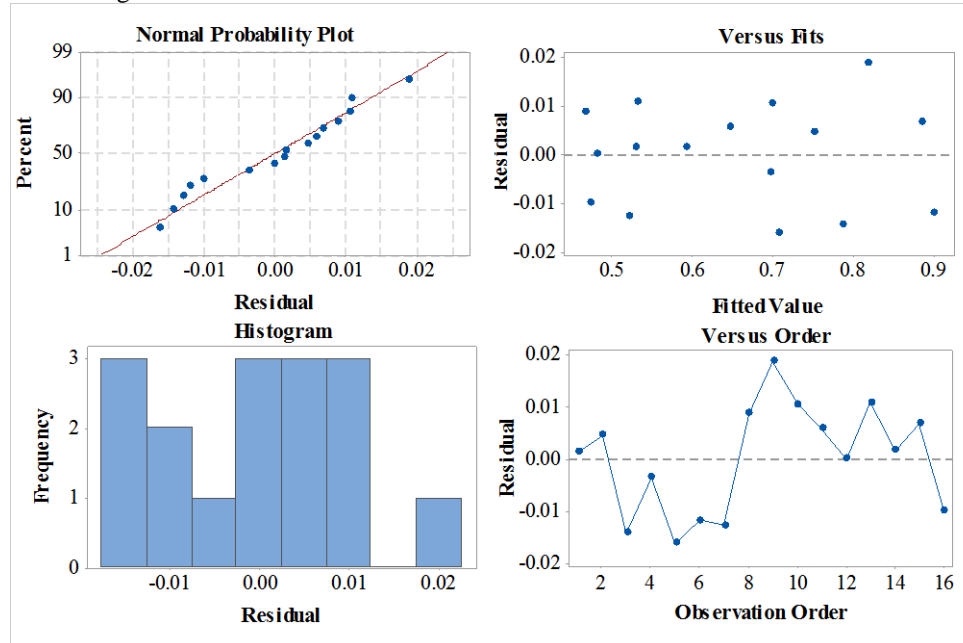 Normal Probability Plot
99
90
50
10
1
Percent
-0.02 -0.01 0.00 0.01 0.02
Residual
Versus Fits
0.02
0.01
0.00
-0.01
-0.02
Residual
0.5 0.6 0.7 0.8 0.9
Fitted Value
Histogram
3
2
1
0
Frequency
-0.01 0.00 0.01 0.02
Residual
Versus Order
0.02
0.01
0.00
-0.01
-0.02
Residual
2 4 6 8 10 12 14 16
Observation Order